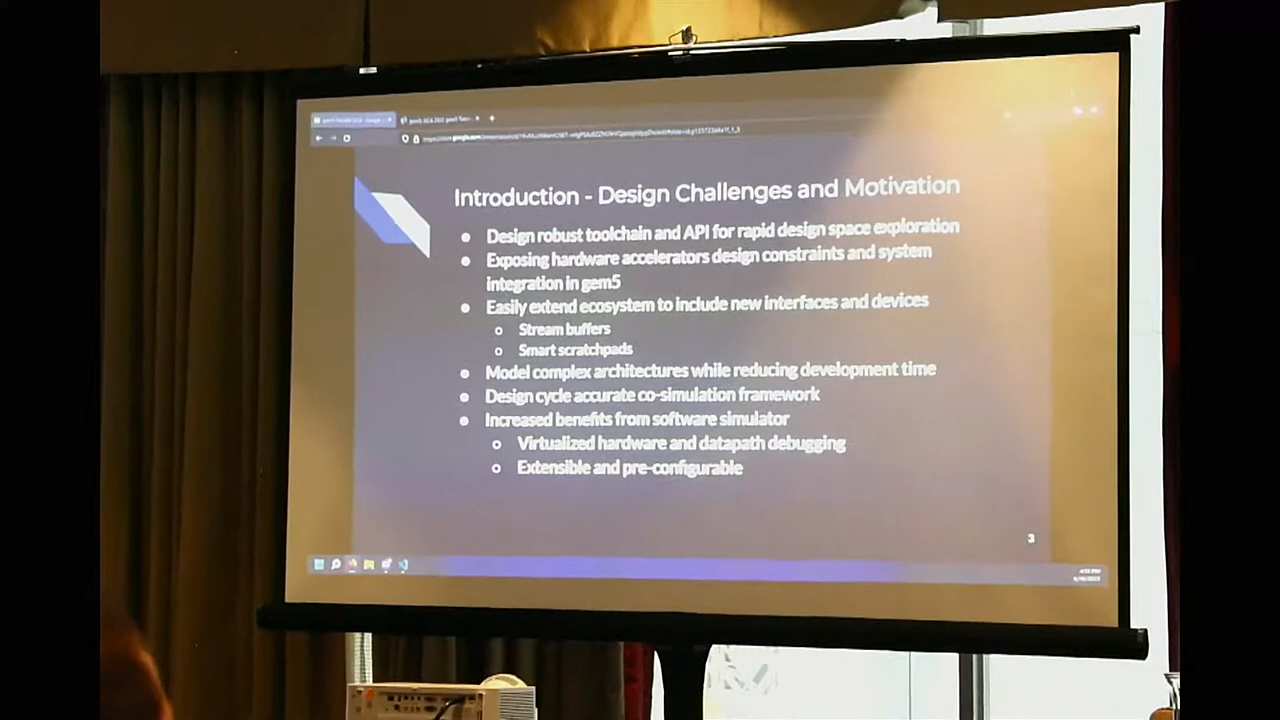 Introduction - Design Challenges and Motivation
● Design robust toolchain and API for rapid design space exploration
● Exposing hardware accelerators design constraints and system
integration in gem5
● Easily extend ecosystem to include new interfaces and devices
○ Stream buffers
○ Smart scratchpads
● Model complex architectures while reducing development time
● Design cycle accurate co-simulation framework
● Increased benefits from software simulator
○ Virtualized hardware and datapath debugging
○ Extensible and pre-configurable
3